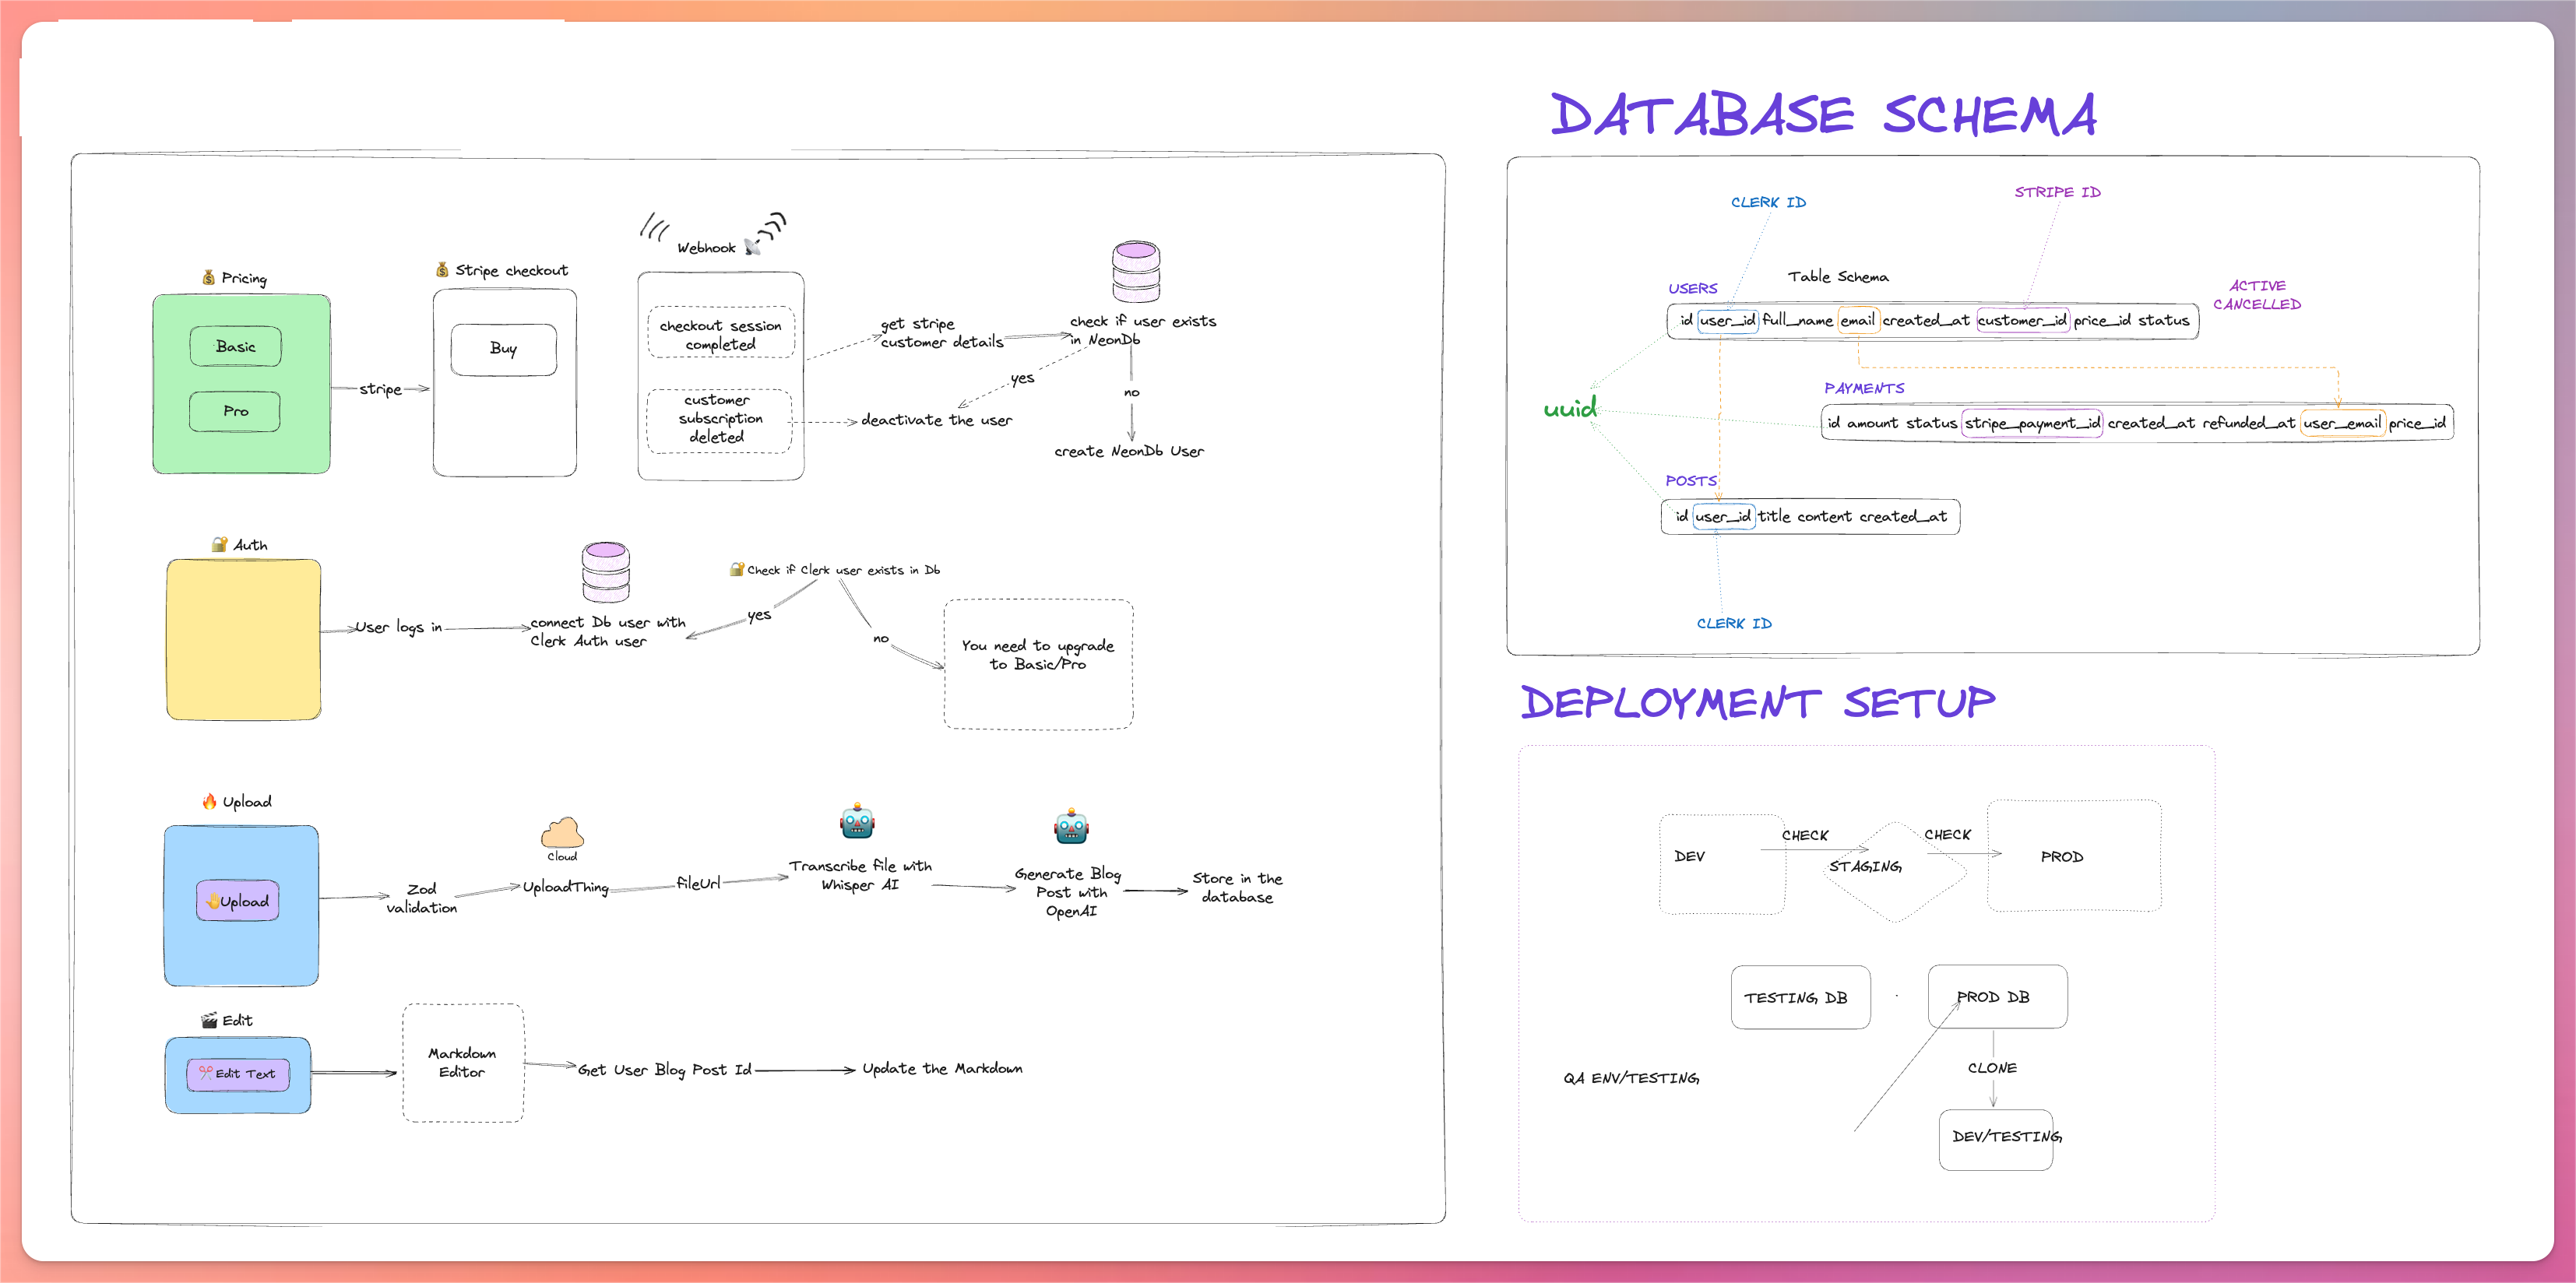 Pricing
Basic
Pro
stripe
Stripe checkout
Buy
Webhook
checkout session
completed
customer
subscription
deleted
get stripe
customer details
check if user exists
in NeonDb
yes
no
deactivate the user
create NeonDb User
Auth
User logs in
connect Db user with
Clerk Auth user
Check if Clerk user exists in Db
yes
no
You need to upgrade
to Basic/Pro
Upload
Upload
Zod
validation
Cloud
UploadThing
fileUrl
Transcribe file with
Whisper AI
Generate Blog
Post with
OpenAI
Store in the
database
Edit
Edit Text
Markdown
Editor
Get User Blog Post Id
Update the Markdown
DATABASE SCHEMA
CLERK ID
STRIPE ID
Table Schema
USERS
ACTIVE
CANCELLED
id user_id full_name email created_at customer_id price_id status
PAYMENTS
uuid
id amount status stripe_payment_id created_at refunded_at user_email price_id
POSTS
id user_id title content created_at
CLERK ID
DEPLOYMENT SETUP
DEV
CHECK
STAGING
CHECK
PROD
TESTING DB
PROD DB
CLONE
QA ENV/TESTING
DEV/TESTING